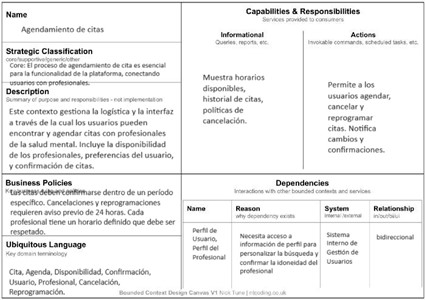 Name
Agendamiento de citas
Strategic Classification
core/supportive/generic/other
Core: El proceso de agendamiento de cita es esencial
para la funcionalidad de la plataforma, conectando
usuarios con profesionales.
Description
Summary of purpose and responsibilities - not implementation
Este contexto gestiona la logística y la interfaz
a través de la cual los usuarios pueden
encontrar y agendar citas con profesionales
de la salud mental. Incluye la disponibilidad
de los profesionales, preferencias del usuario,
y confirmación de citas.
Business Policies
Las citas deben confirmarse dentro de un período
específico. Cancelaciones y reprogramaciones
requieren aviso previo de 24 horas. Cada
profesional tiene un horario definido que debe ser
respetado.
Ubiquitous Language
Key domain terminology
Cita, Agenda, Disponibilidad, Confirmación,
Usuario, Profesional, Cancelación,
Reprogramación.
Capabilities & Responsibilities
Services provided to consumers
Informational
Queries, reports, etc.
Muestra horarios
disponibles,
historial de citas,
políticas de
cancelación.
Actions
Invokable commands, scheduled tasks, etc.
Permite a los
usuarios agendar,
cancelar y
reprogramar
citas. Notifica
cambios y
confirmaciones.
Dependencies
Interactions with other bounded contexts and services
Name
Perfil de
Usuario,
Perfil del
Profesional
Reason
why dependency exists
Necesita acceso a
información de perfil para
personalizar la búsqueda y
confirmar la idoneidad del
profesional
System
internal/external
Sistema
Interno de
Gestión de
Usuarios
Relationship
in/out/bi/sl
bidireccional
Bounded Context Design Canvas V1 Nick Tune | ntcoding.co.uk